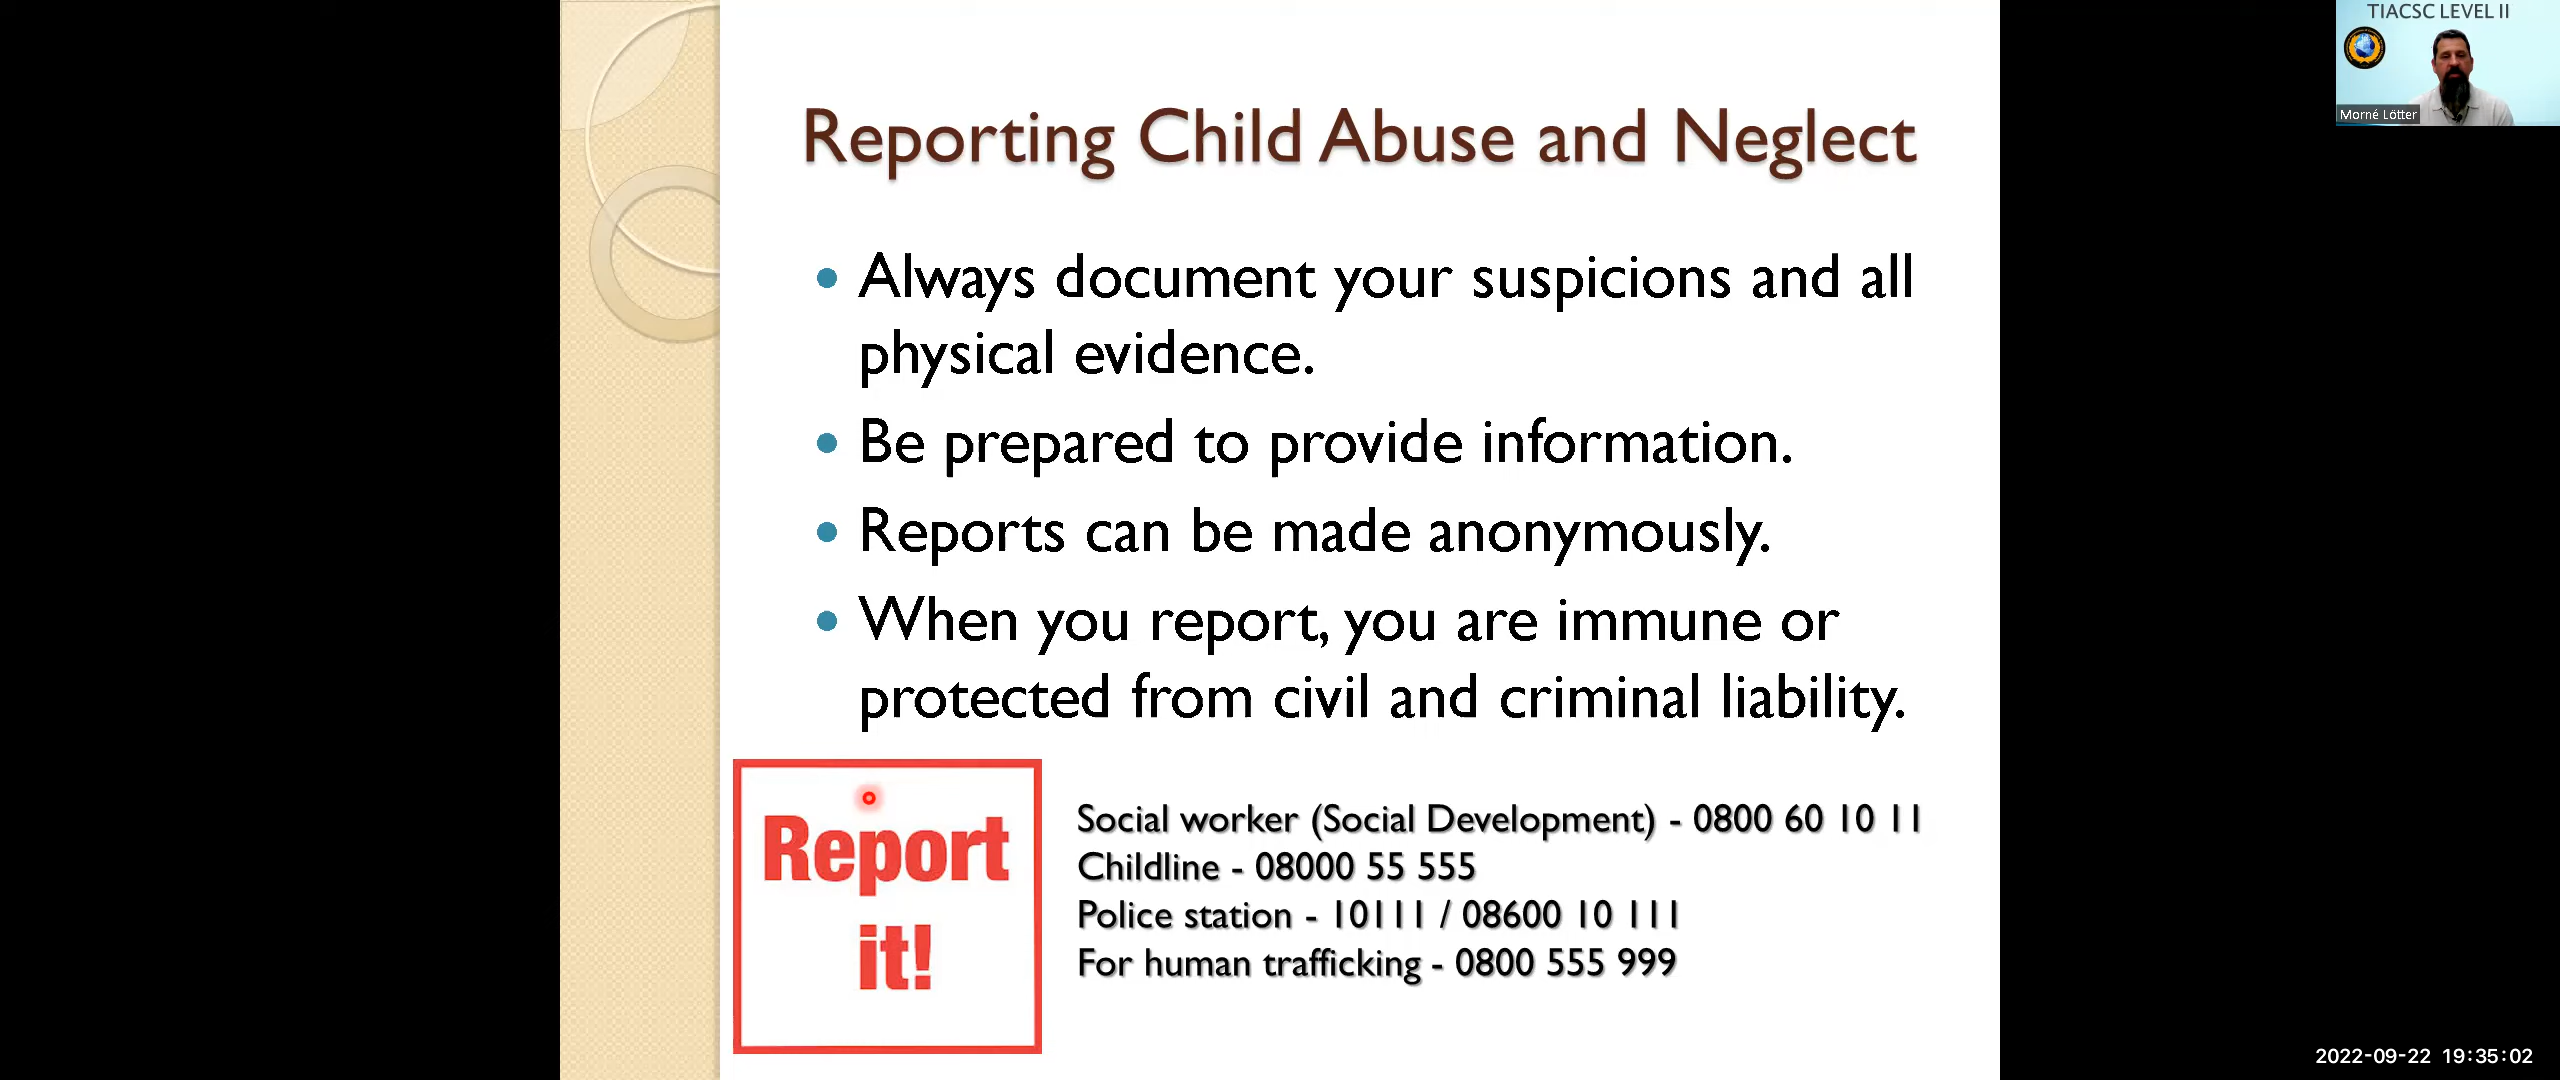 TIACSC LEVEL II
Morné Lötter
Reporting Child Abuse and Neglect
• Always document your suspicions and all
physical evidence.
• Be prepared to provide information.
• Reports can be made anonymously.
• When you report, you are immune or
protected from civil and criminal liability.
Report
it!
Social worker (Social Development) - 0800 60 10 11
Childline - 08000 55 555
Police station - 10111 / 08600 10 111
For human trafficking - 0800 555 999
2022-09-22 19:35:02